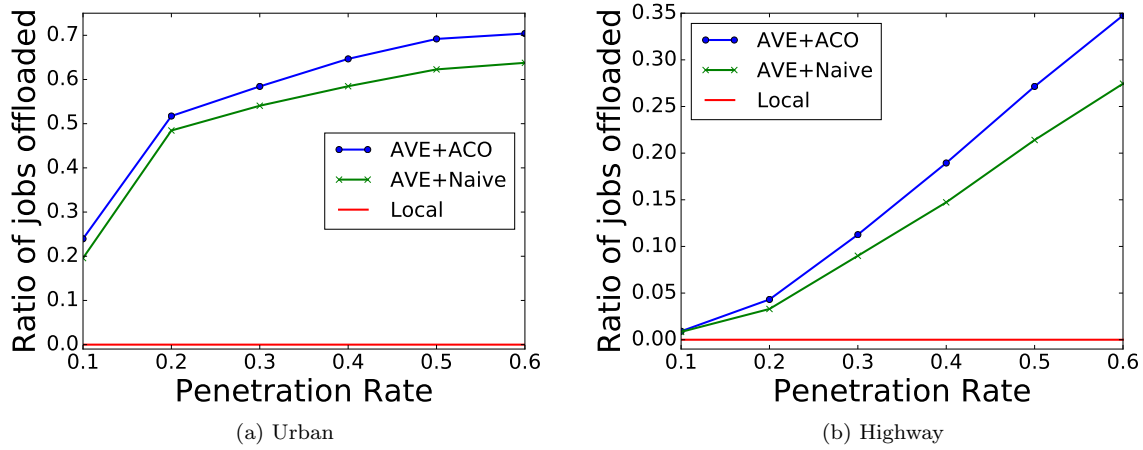 Ratio of jobs offloaded
0.7
0.6
0.5
0.4
0.3
0.2
0.1
0.0
AVE+ACO
AVE+Naive
Local
0.1 0.2 0.3 0.4 0.5 0.6
Penetration Rate
(a) Urban
Ratio of jobs offloaded
0.35
0.30
0.25
0.20
0.15
0.10
0.05
0.00
AVE+ACO
AVE+Naive
Local
0.1 0.2 0.3 0.4 0.5 0.6
Penetration Rate
(b) Highway